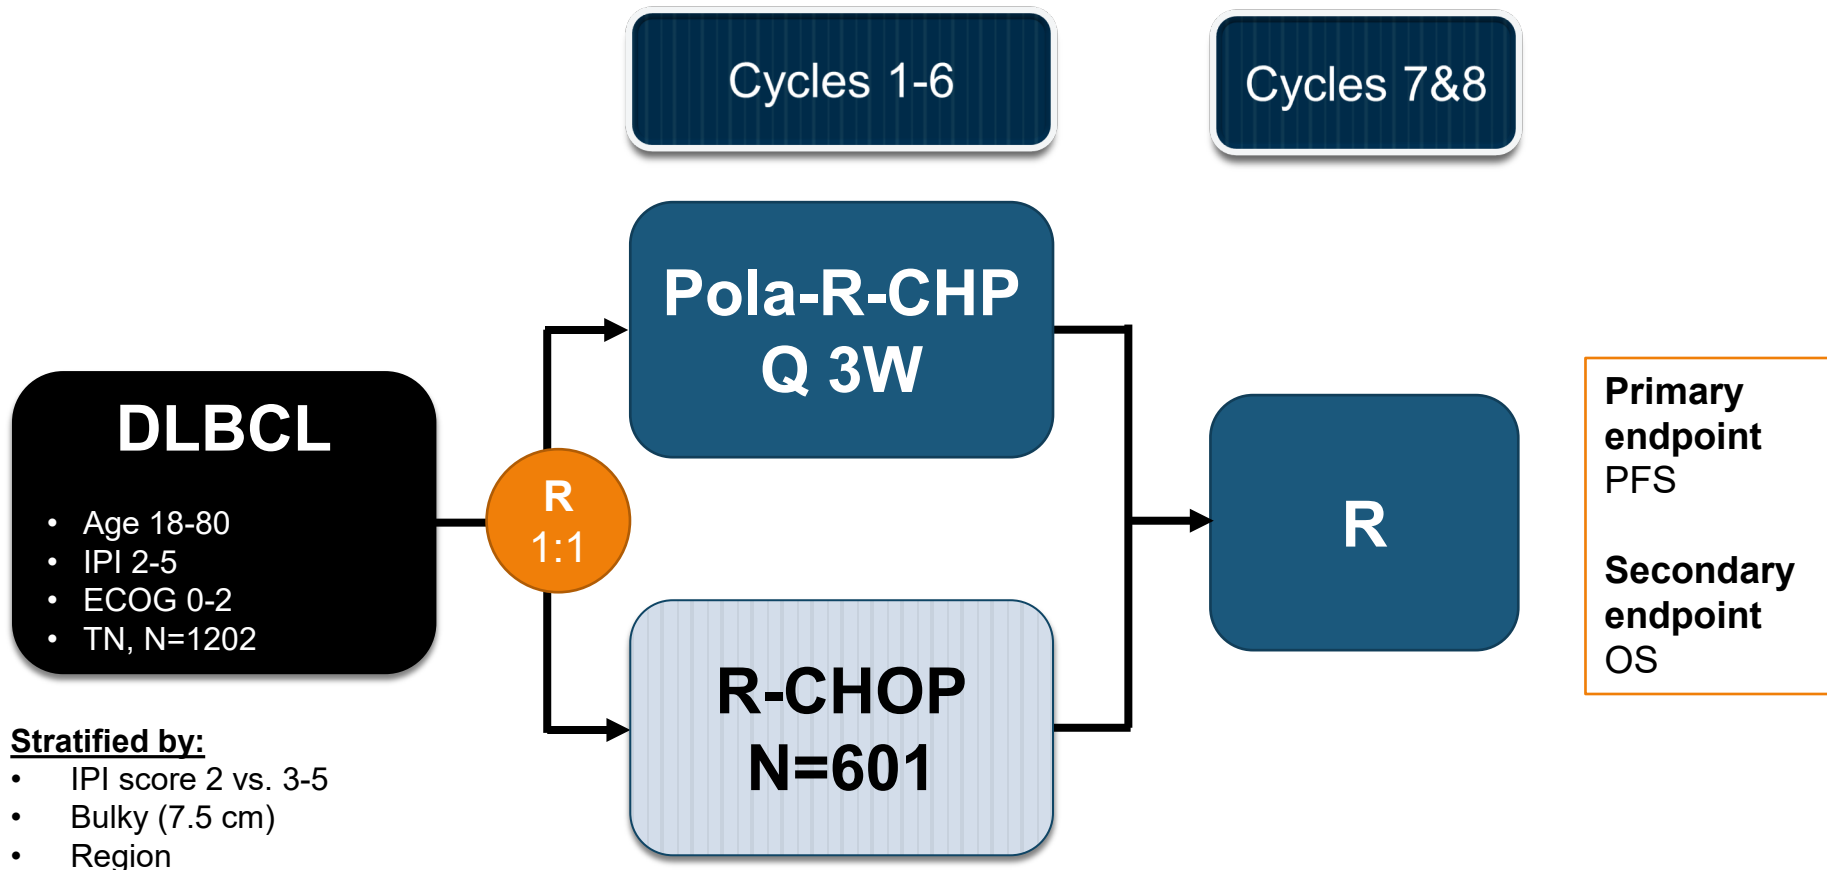 Cycles 1-6
Cycles 7&8
DLBCL
• Age 18-80
• IPI 2-5
• ECOG 0-2
• TN, N=1202
R
1:1
Pola-R-CHP
Q 3W
R-CHOP
N=601
R
Primary
endpoint
PFS
Secondary
endpoint
OS
Stratified by:
• IPI score 2 vs. 3-5
• Bulky (7.5 cm)
• Region